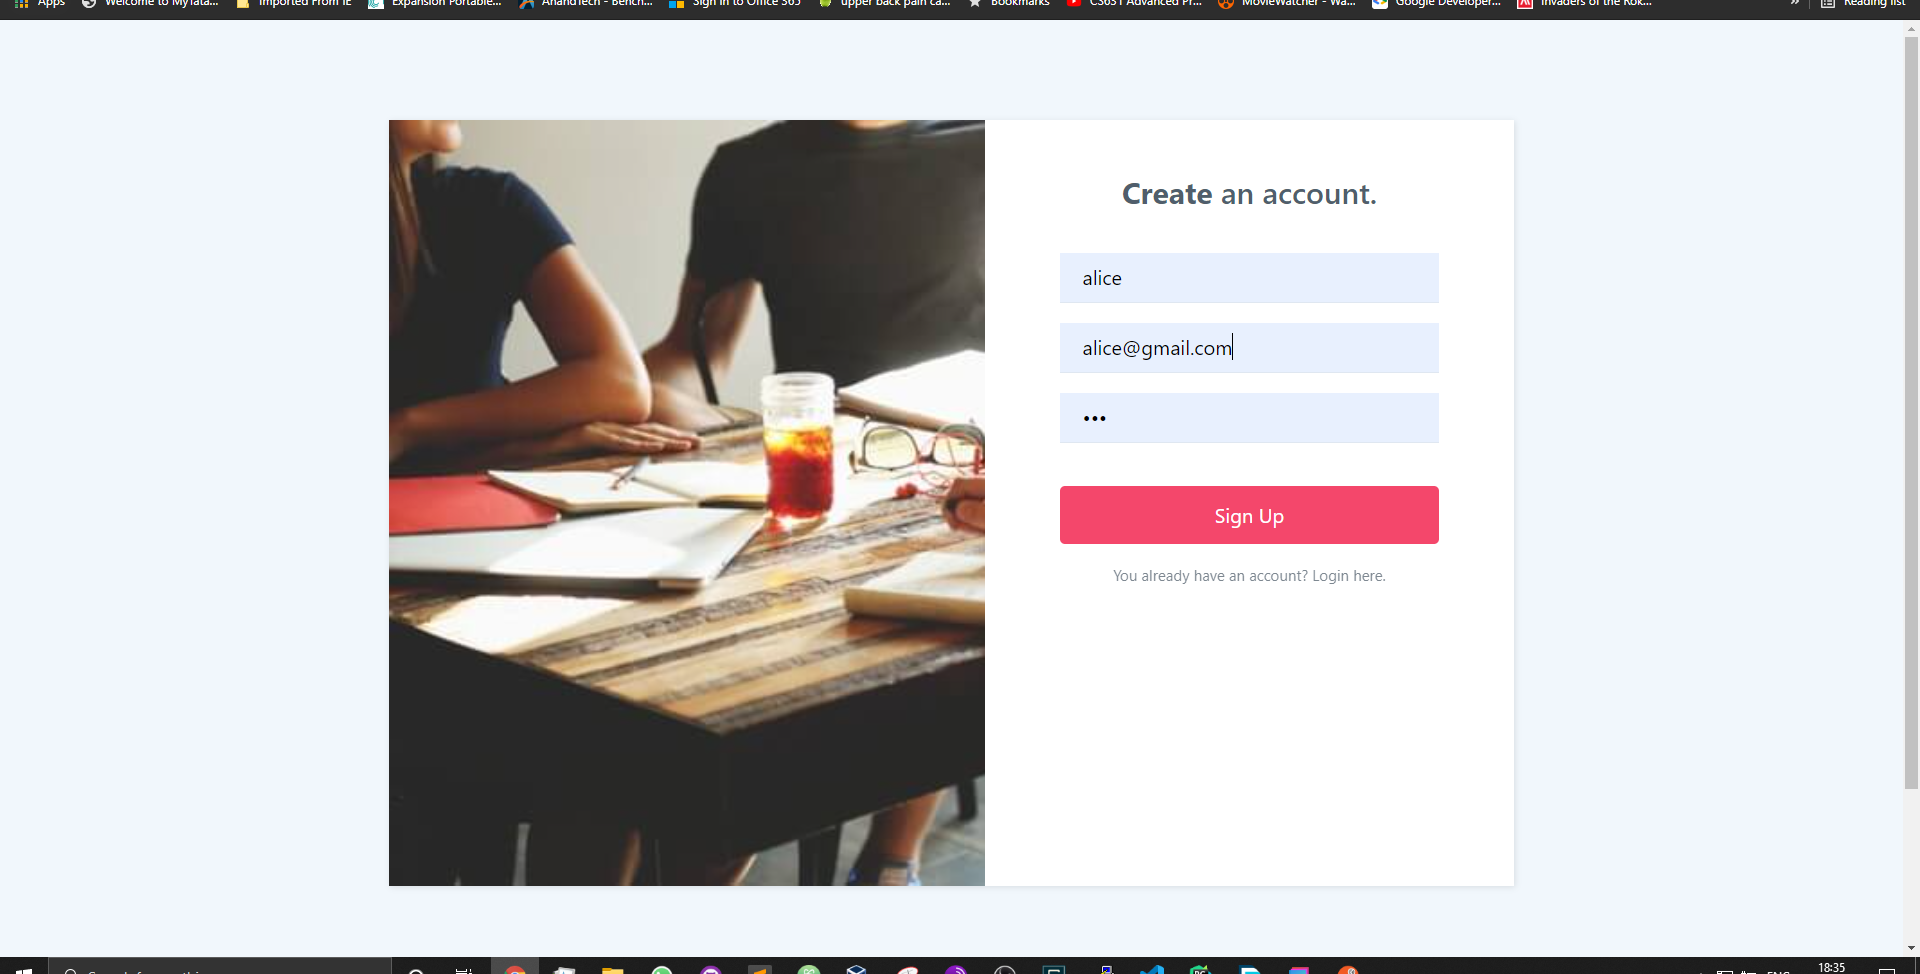 Apps Welcome to MyTata... Imported From IE Expansion Portable... AnandTech - Bench... Sign in to Office 365 upper back pain ca... Bookmarks CS631 Advanced Pr... MovieWatcher - Wa... Google Developer... Invaders of the Rok... » Reading list
Create an account.
alice
alice@gmail.com
•••
Sign Up
You already have an account? Login here.
18:35